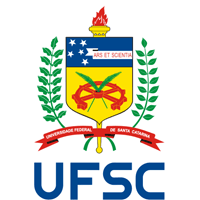 ARS ET SCIENTIA
UNIVERSIDADE FEDERAL DE SANTA CATARINA
UFSC